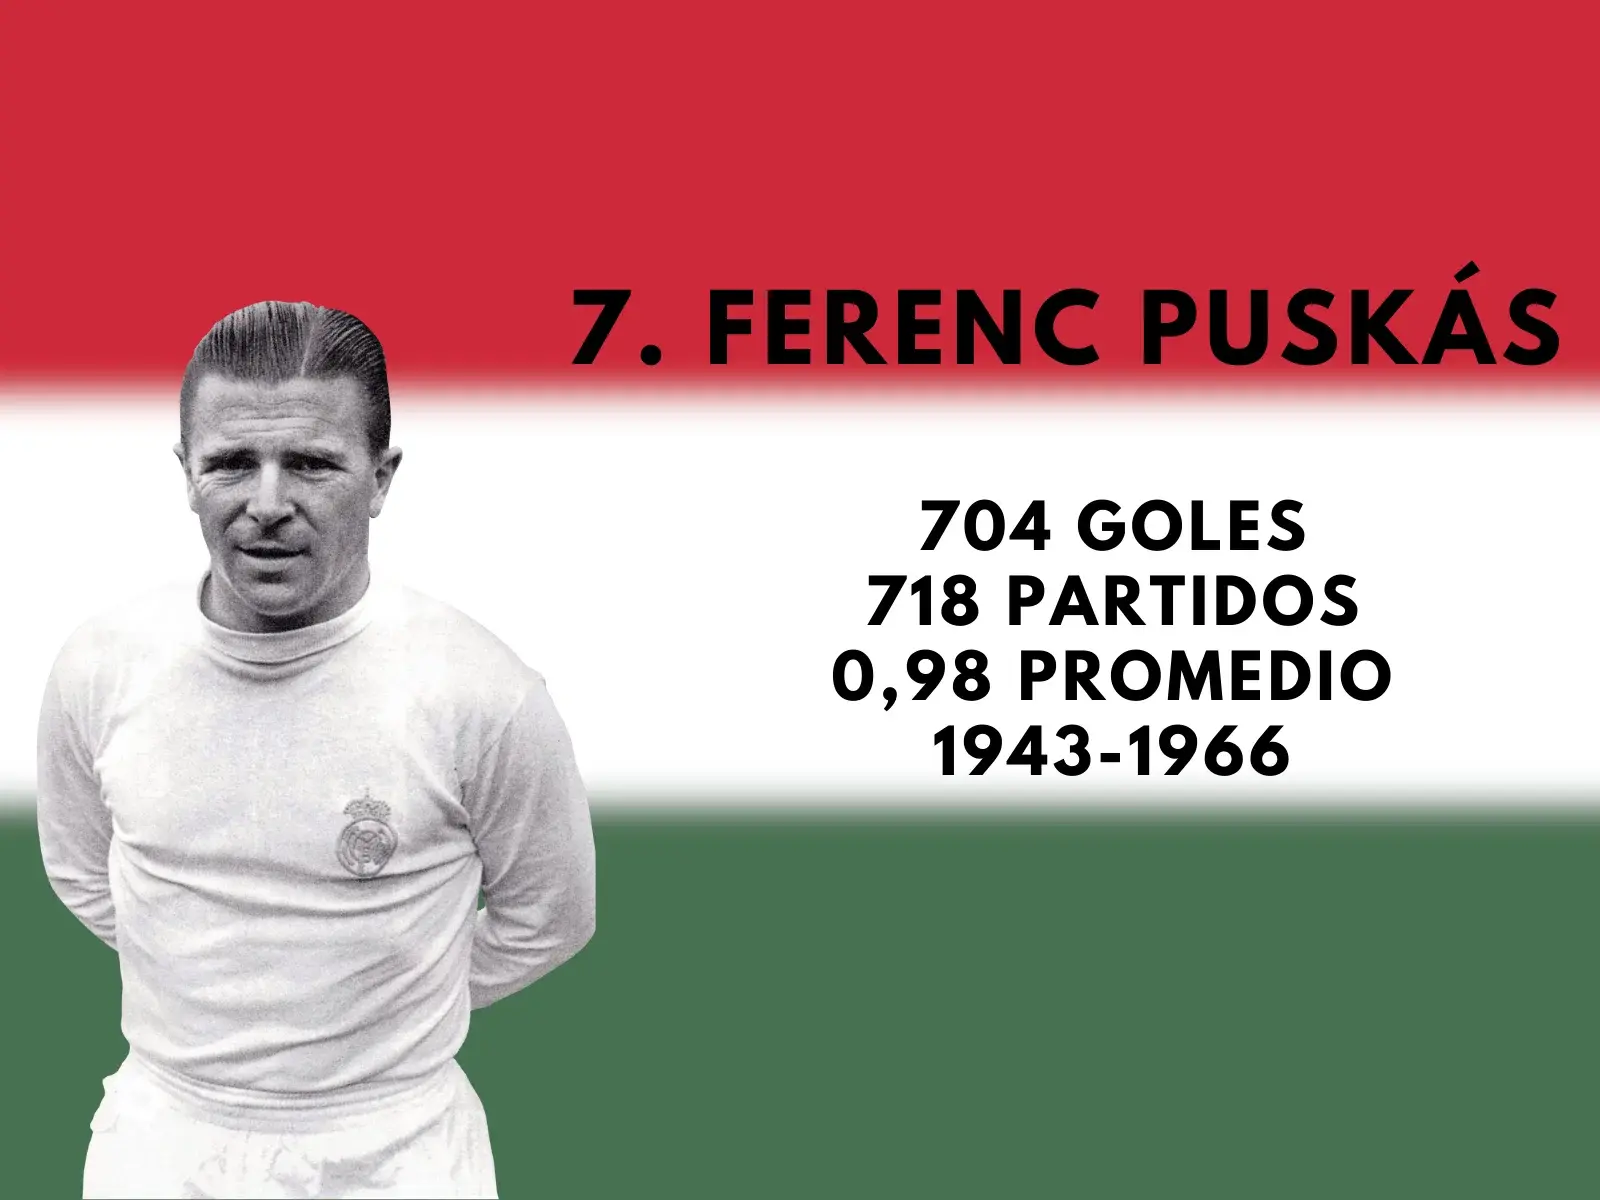 7. FERENC PUSKÁS
704 GOLES
718 PARTIDOS
0,98 PROMEDIO
1943-1966